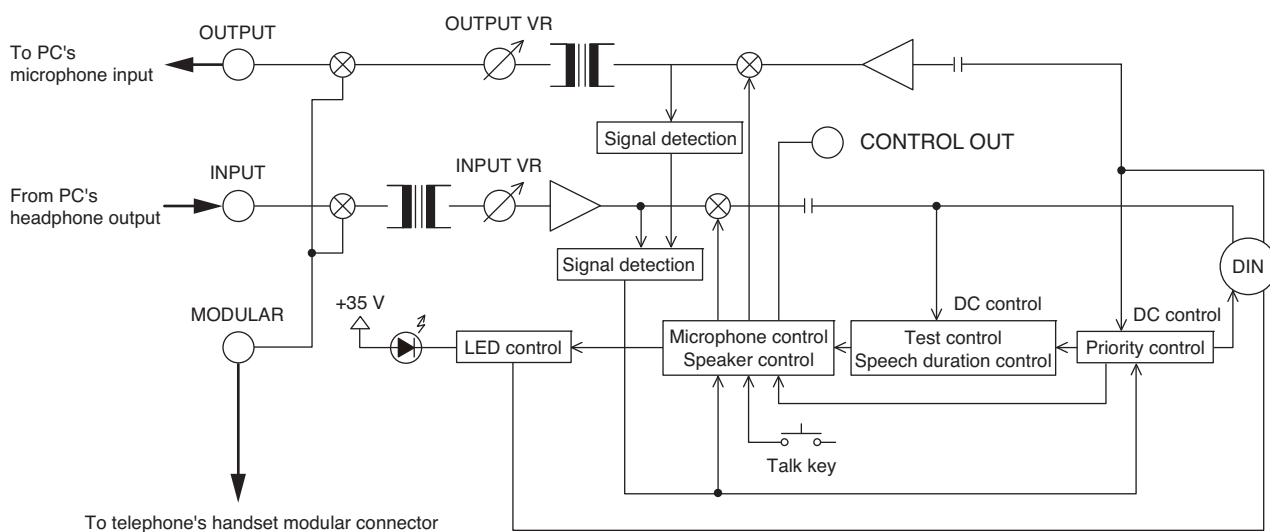 OUTPUT VR
OUTPUT
To PC's
microphone input
Signal detection
CONTROL OUT
INPUT VR
INPUT
From PC's
headphone output
Signal detection
DIN
+35 V
DC control
DC control
MODULAR
LED control
Microphone control
Speaker control
Test control
Speech duration control
Priority control
Talk key
To telephone's handset modular connector